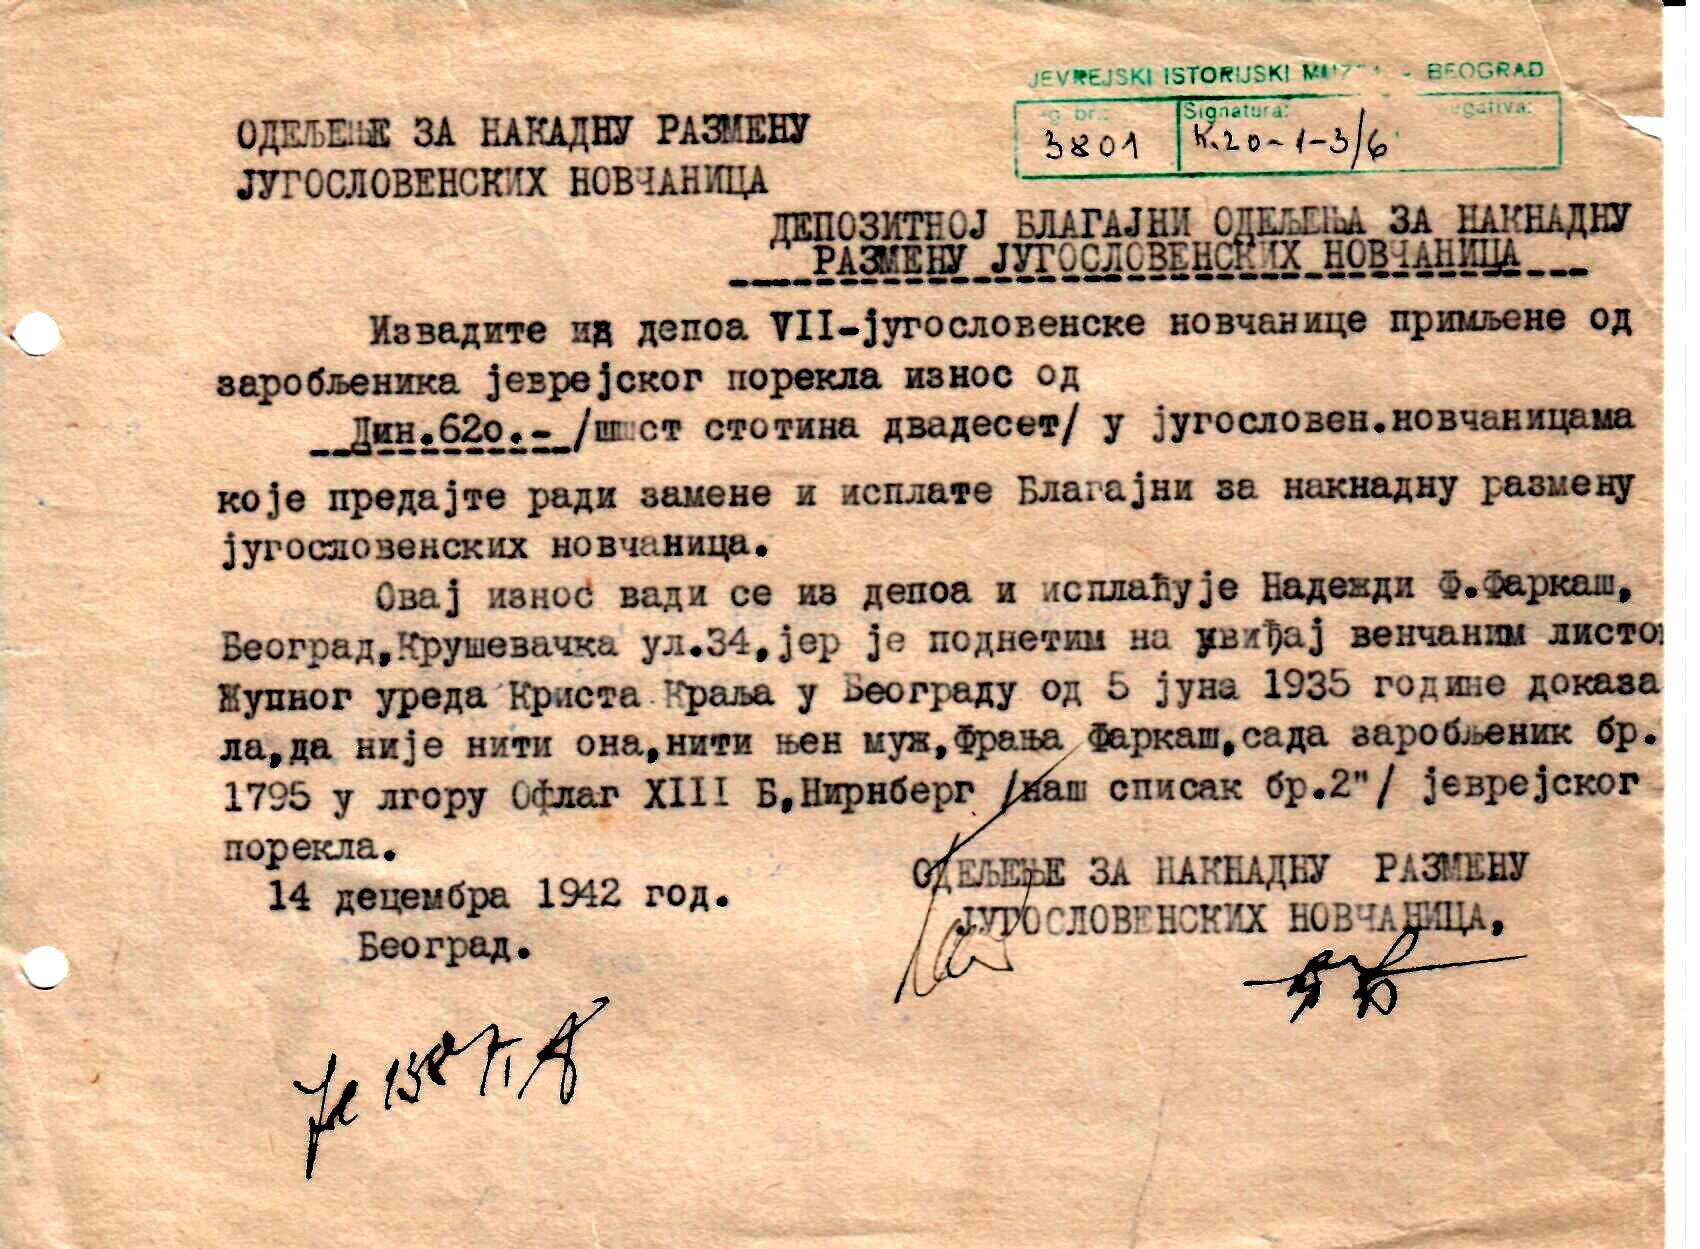 JEVREJSKI ISTORIJSKI MUZ - BEOGRAD
g. br.: Signatura: egativa:
3801 K.20-1-3/6
ОДЕЉЕЊЕ ЗА НАКАДНУ РАЗМЕНУ
ЈУГОСЛОВЕНСКИХ НОВЧАНИЦА
ДЕПОЗИТНОЈ БЛАГАЈНИ ОДЕЉЕЊА ЗА НАКНАДНУ
РАЗМЕНУ ЈУГОСЛОВЕНСКИХ НОВЧАНИЦА
Извадите из депоа VII-југословенске новчанице примљене од
заробљеника јеврејског порекла износ од
Дин.62о.- /шшст стотина двадесет/ у југословен.новчаницама
које предајте ради замене и исплате Благајни за накнадну размену
југословенских новчаница.
Овај износ вади се из депоа и исплаћује Надежди Ф.Фаркаш,
Београд,Крушевачка ул.34,јер је поднетим на увиђај венчаним листом
Жупног уреда Криста Краља у Београду од 5 јуна 1935 године доказа
ла,да није нити она,нити њен муж,Фрања Фаркаш,сада заробљеник бр.
1795 у лгору Офлаг XIII Б,Нирнберг /наш списак бр.2"/ јеврејског
порекла.
14 децембра 1942 год.
Београд.
ОДЕЉЕЊЕ ЗА НАКНАДНУ РАЗМЕНУ
ЈУГОСЛОВЕНСКИХ НОВЧАНИЦА,